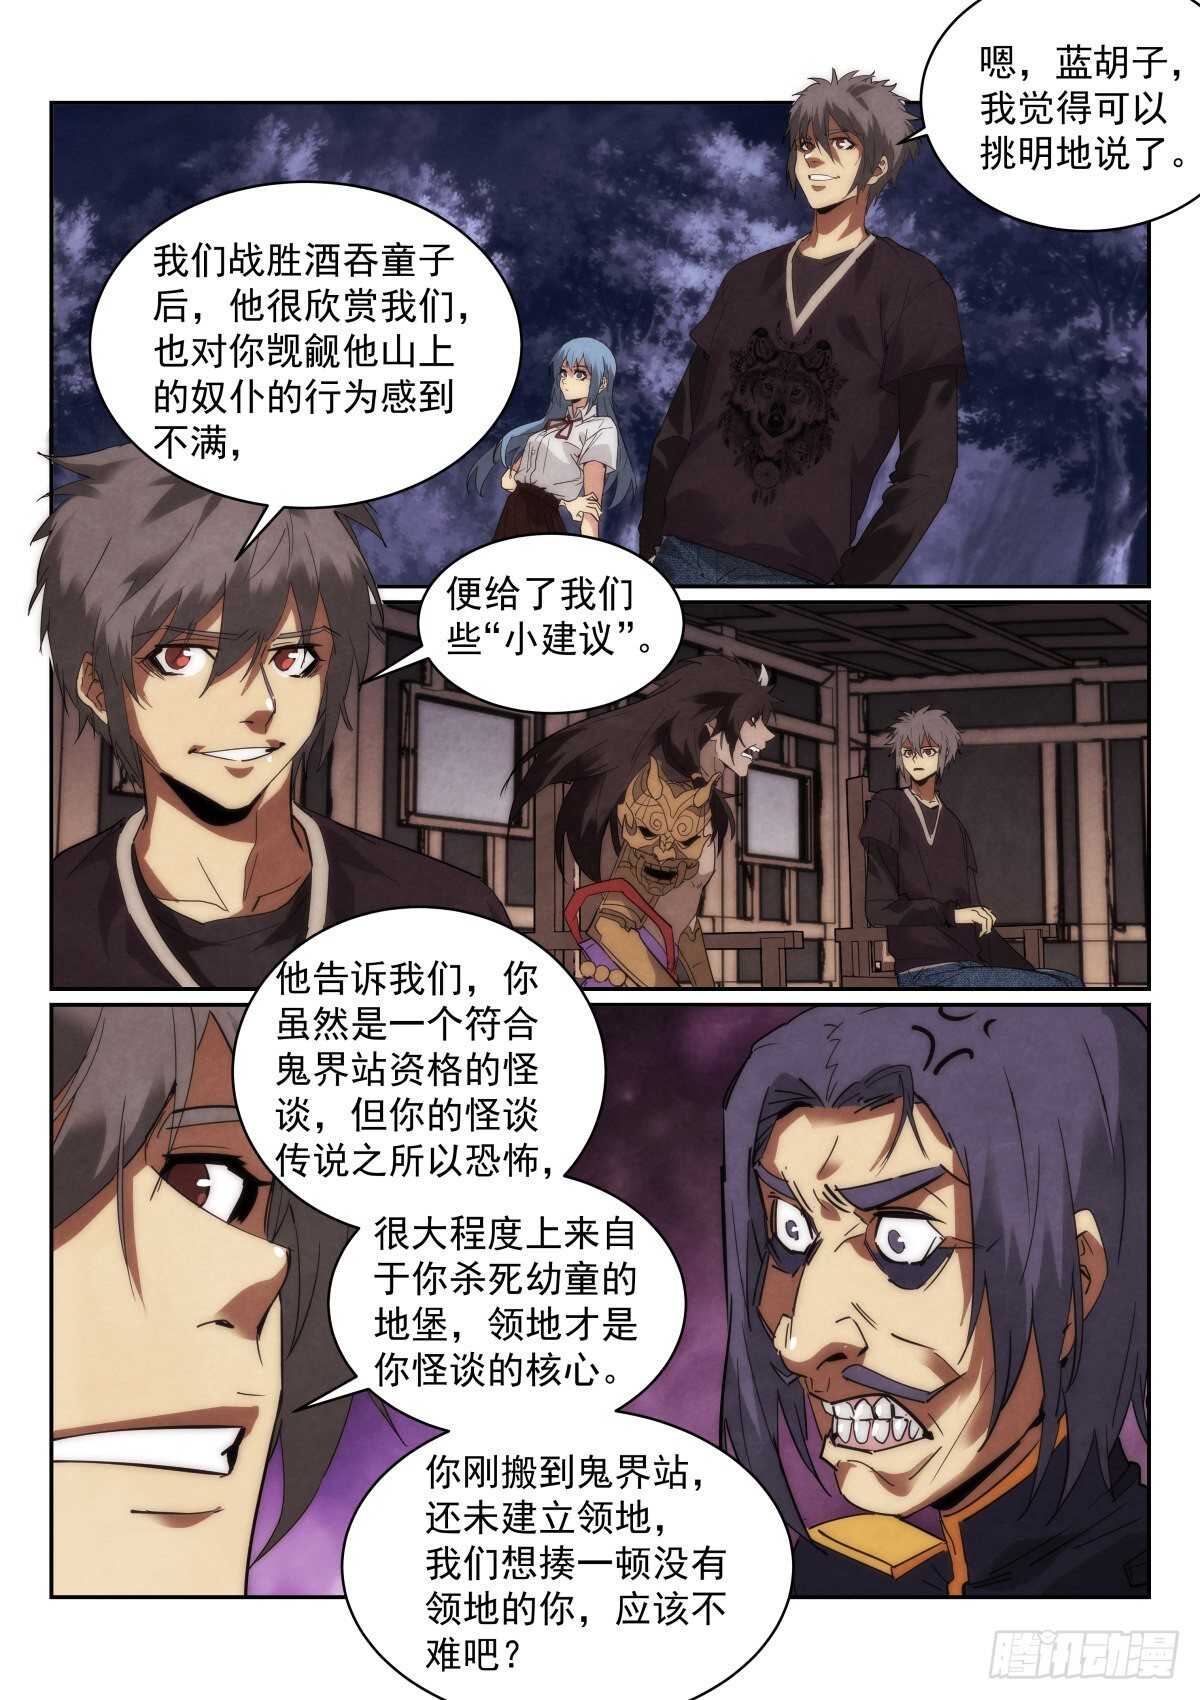 嗯，蓝胡子，
我觉得可以
挑明地说了。
我们战胜酒吞童子
后，他很欣赏我们，
也对你觊觎他山上
的奴仆的行为感到
不满，
便给了我们
些“小建议”。
他告诉我们，你
虽然是一个符合
鬼界站资格的怪
谈，但你的怪谈
传说之所以恐怖，
很大程度上来自
于你杀死幼童的
地堡，领地才是
你怪谈的核心。
你刚搬到鬼界站，
还未建立领地，
我们想揍一顿没有
领地的你，应该不
难吧？
腾讯动漫